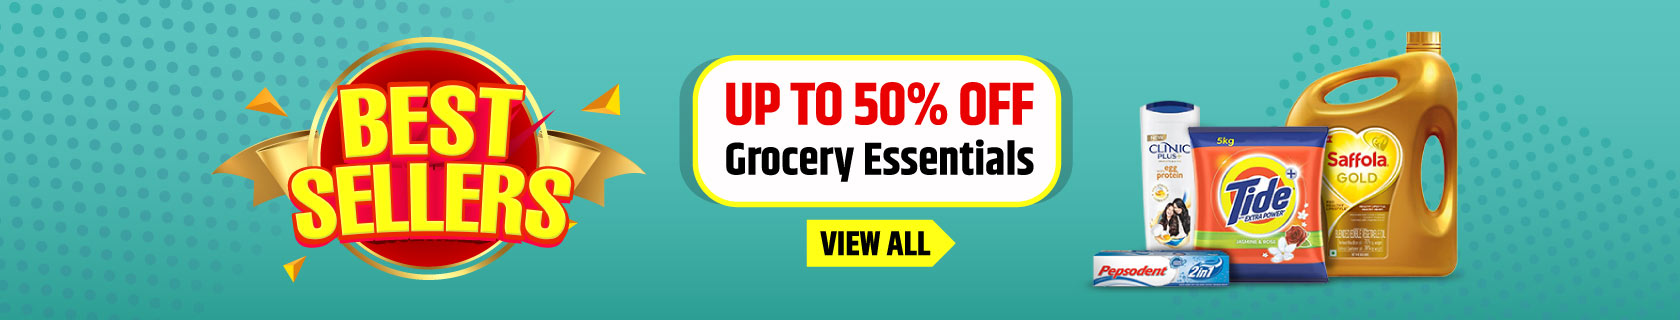 BEST
SELLERS
UP TO 50% OFF
Grocery Essentials
VIEW ALL
CLINIC
PLUS+
egg
protein
5kg
Tide+
EXTRA POWER
JASMINE & ROSE
Saffola
GOLD
Pepsodent 2in1